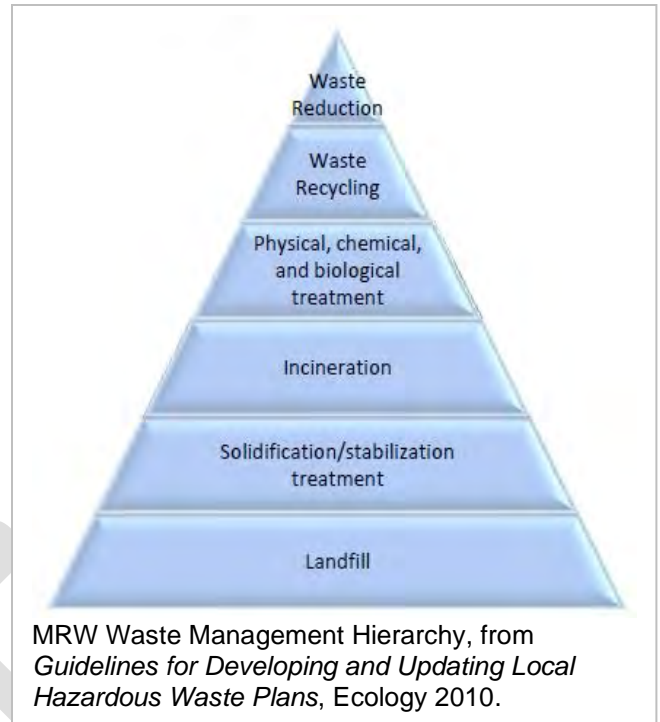 Waste
Reduction
Waste
Recycling
Physical, chemical,
and biological
treatment
Incineration
Solidification/stabilization
treatment
Landfill
MRW Waste Management Hierarchy, from
Guidelines for Developing and Updating Local
Hazardous Waste Plans, Ecology 2010.